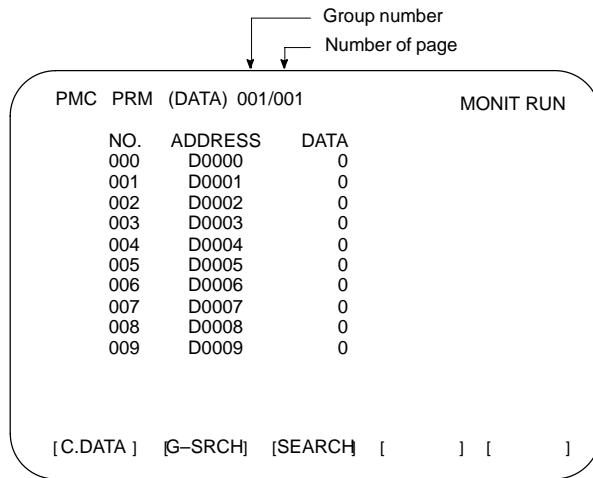 Group number
Number of page
PMC PRM (DATA) 001/001 MONIT RUN
NO. ADDRESS DATA
000 D0000 0
001 D0001 0
002 D0002 0
003 D0003 0
004 D0004 0
005 D0005 0
006 D0006 0
007 D0007 0
008 D0008 0
009 D0009 0
[C.DATA ] [G–SRCH] [SEARCH] [ ] [ ]